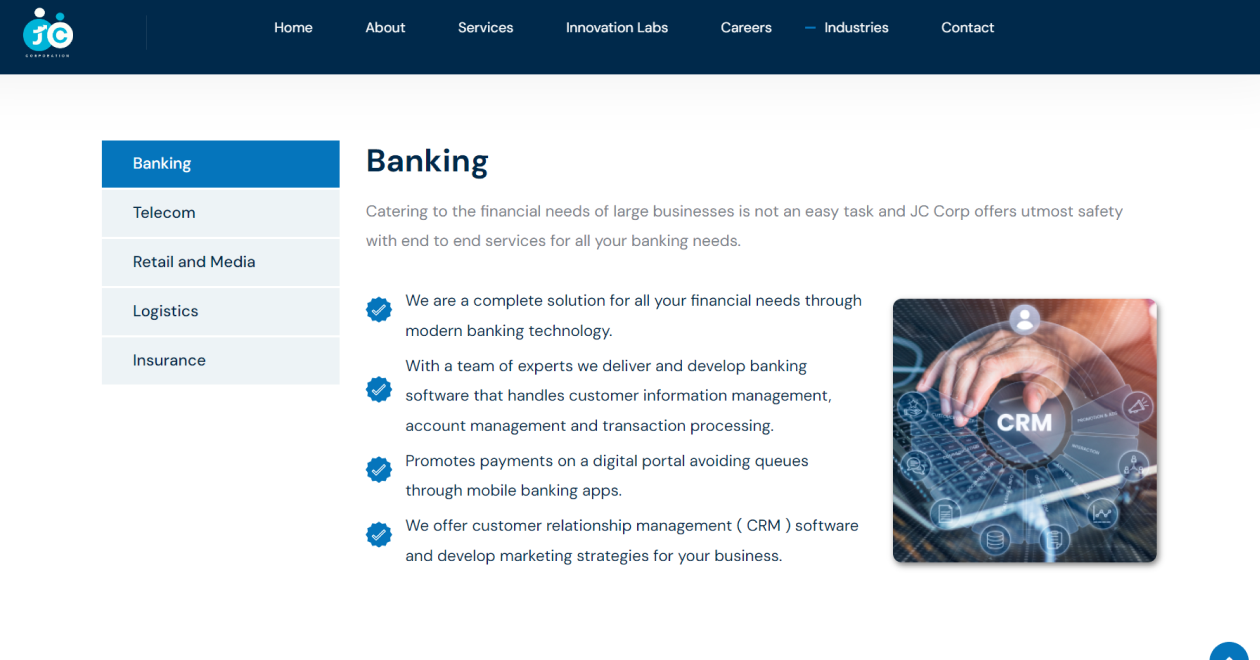 JC
CORPORATION
Home
About
Services
Innovation Labs
Careers
Industries
Contact
Banking
Telecom
Retail and Media
Logistics
Insurance
Banking
Catering to the financial needs of large businesses is not an easy task and JC Corp offers utmost safety
with end to end services for all your banking needs.
We are a complete solution for all your financial needs through
modern banking technology.
With a team of experts we deliver and develop banking
software that handles customer information management,
account management and transaction processing.
Promotes payments on a digital portal avoiding queues
through mobile banking apps.
We offer customer relationship management ( CRM ) software
and develop marketing strategies for your business.
CRM